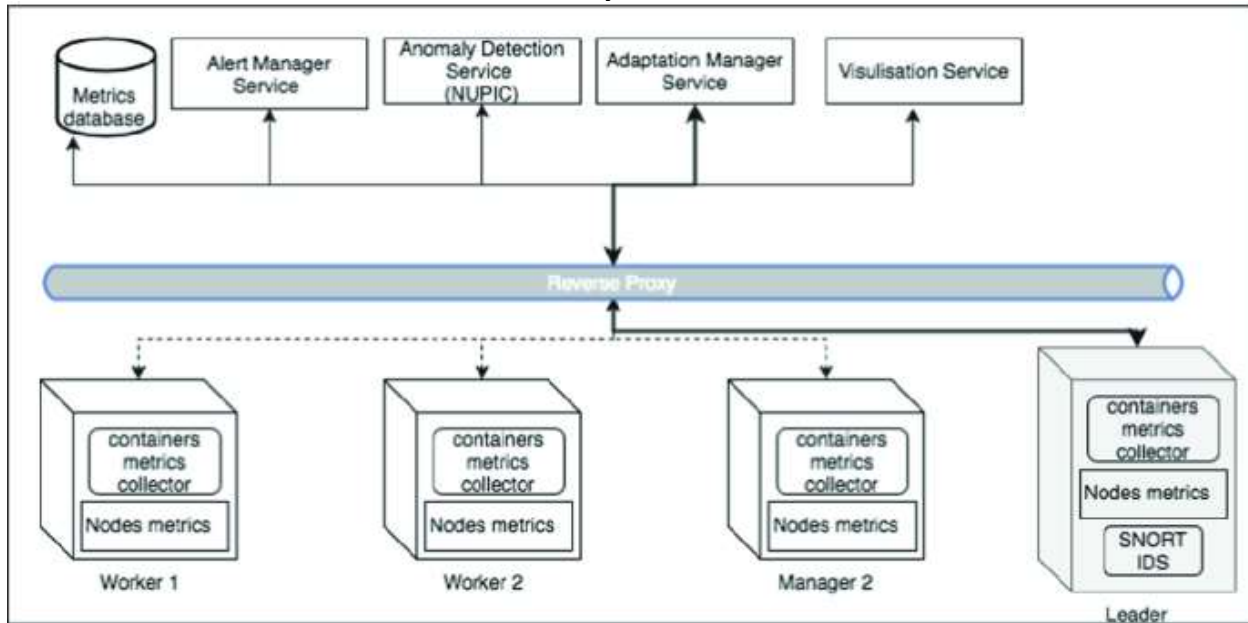 Metrics
database
Alert Manager
Service
Anomaly Detection
Service
(NUPIC)
Adaptation Manager
Service
Visulisation Service
Reverse Proxy
containers
metrics
collector
Nodes metrics
Worker 1
containers
metrics
collector
Nodes metrics
Worker 2
containers
metrics
collector
Nodes metrics
Manager 2
containers
metrics
collector
Nodes metrics
SNORT
IDS
Leader